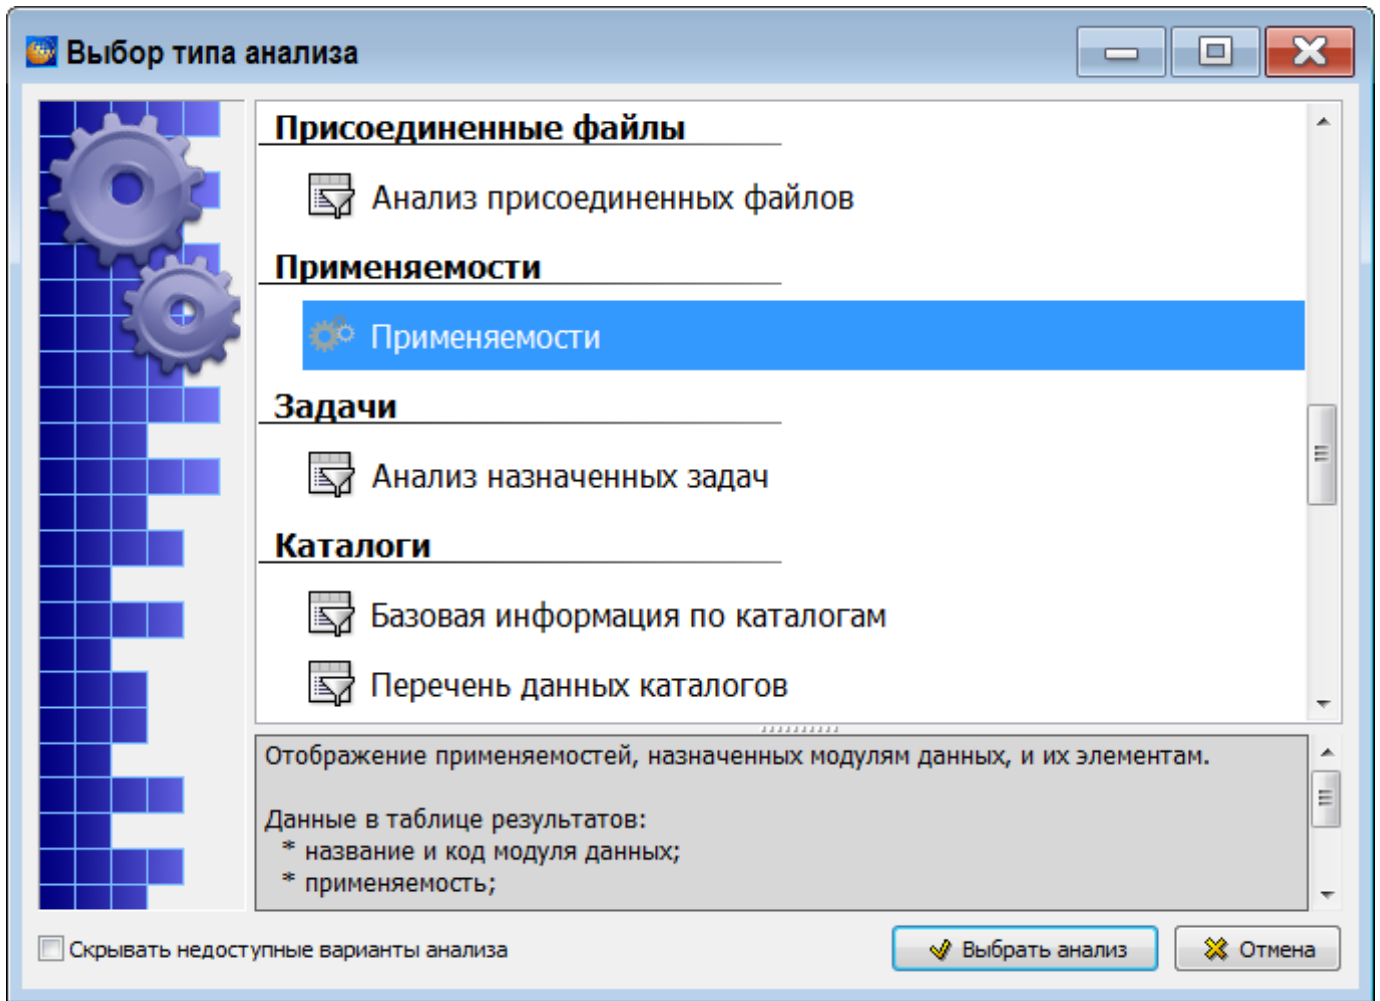 Выбор типа анализа
Присоединенные файлы
Анализ присоединенных файлов
Применяемости
Применяемости
Задачи
Анализ назначенных задач
Каталоги
Базовая информация по каталогам
Перечень данных каталогов
Отображение применяемостей, назначенных модулям данных, и их элементам.
Данные в таблице результатов:
* название и код модуля данных;
* применяемость;
Скрывать недоступные варианты анализа
Выбрать анализ
Отмена